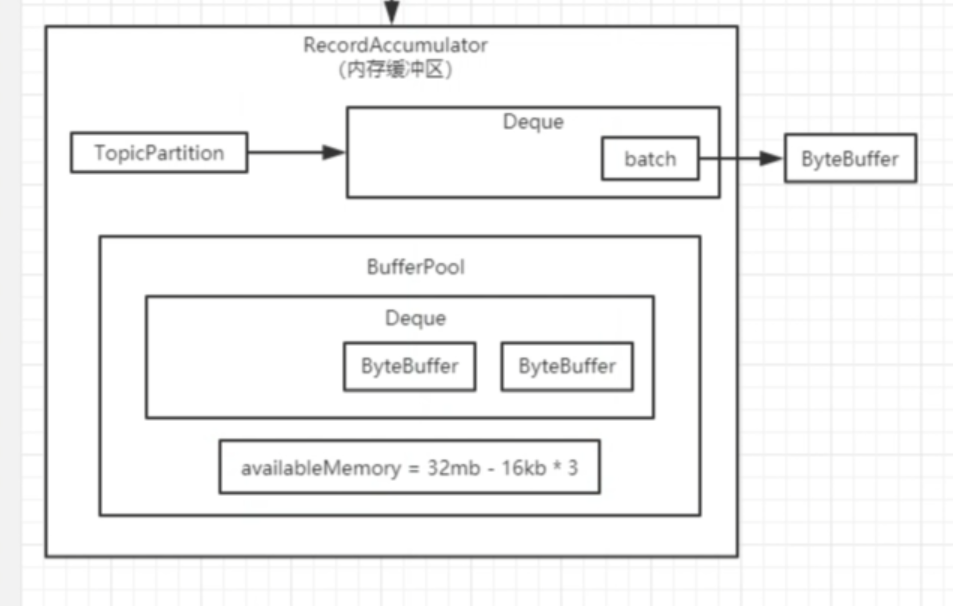 RecordAccumulator
（内存缓冲区）
TopicPartition
Deque
batch
ByteBuffer
BufferPool
Deque
ByteBuffer
ByteBuffer
availableMemory = 32mb - 16kb * 3